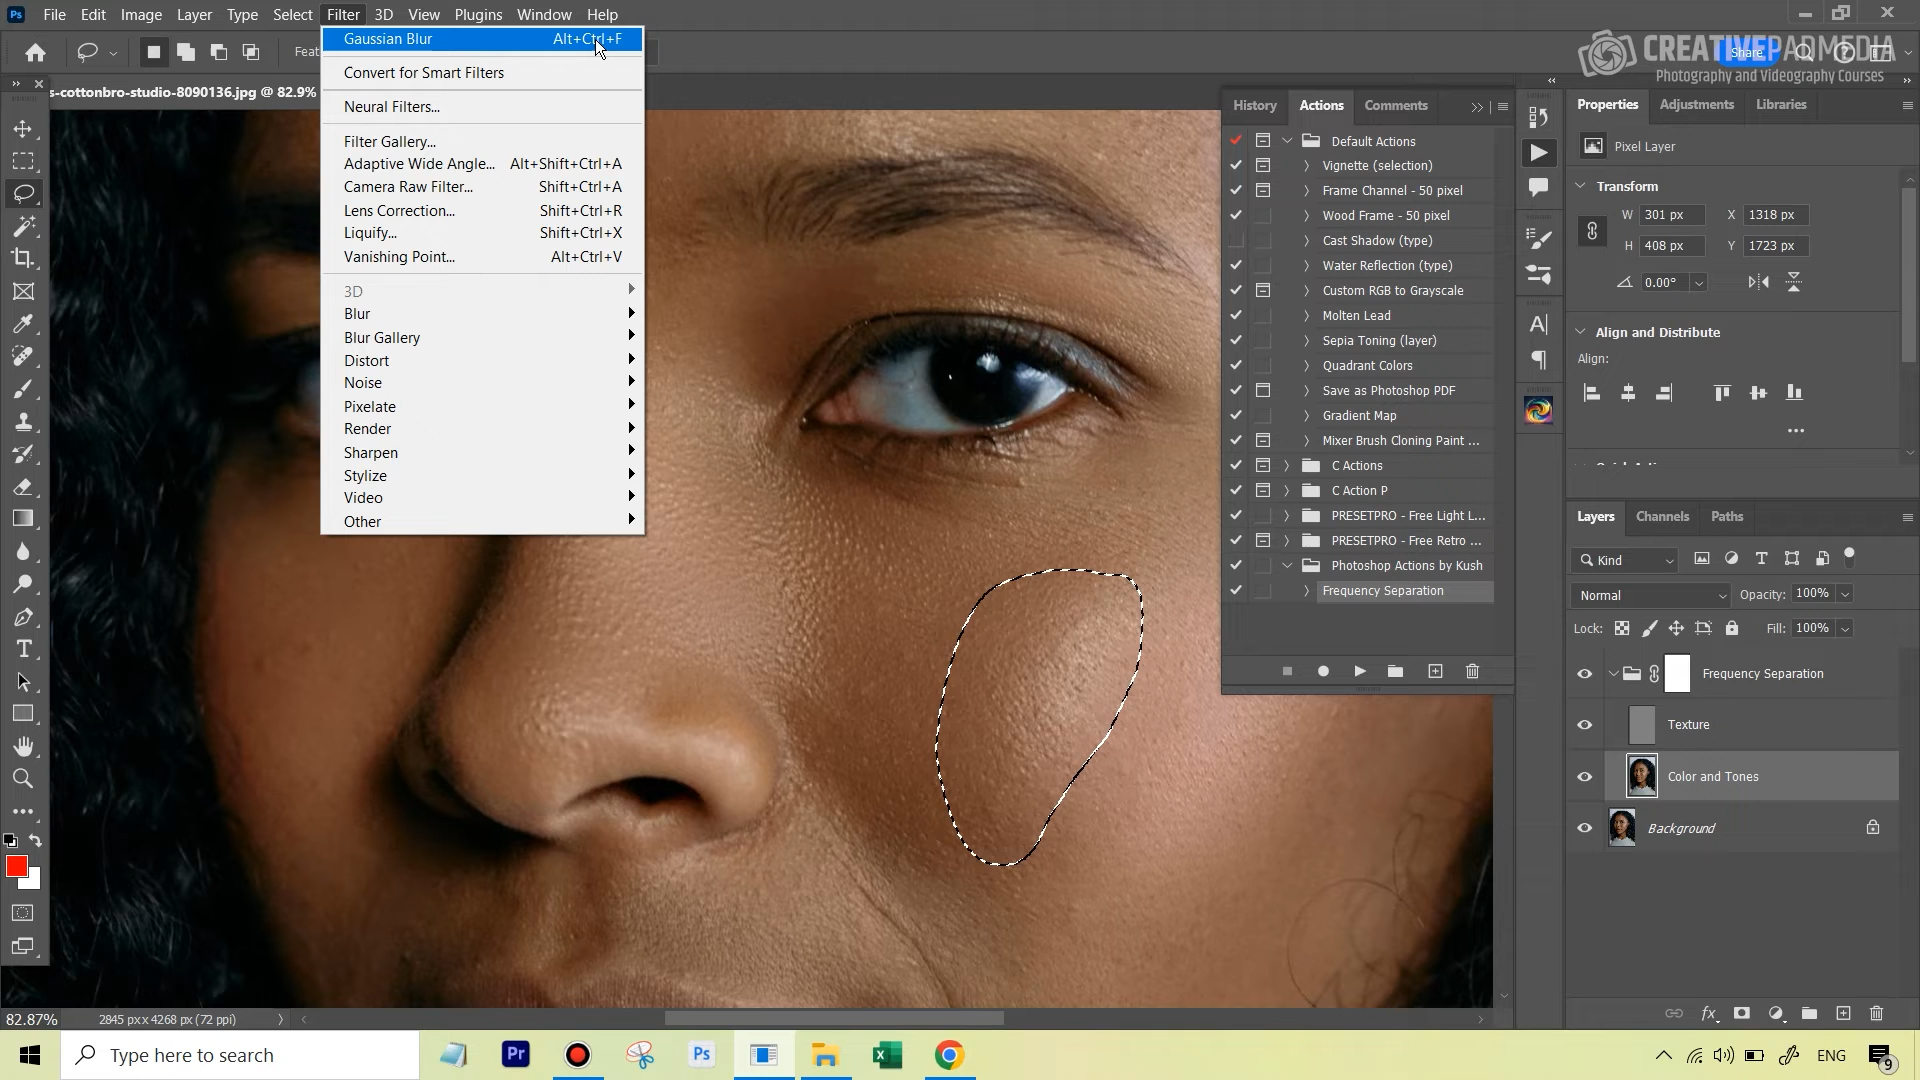 Ps File Edit Image Layer Type Select Filter 3D View Plugins Window Help
Feat
Share
CREATIVEPADMEDIA
Photography and Videography Courses
s-cottonbro-studio-8090136.jpg @ 82.9%
Gaussian Blur Alt+Ctrl+F
Convert for Smart Filters
Neural Filters...
Filter Gallery...
Adaptive Wide Angle... Alt+Shift+Ctrl+A
Camera Raw Filter... Shift+Ctrl+A
Lens Correction... Shift+Ctrl+R
Liquify... Shift+Ctrl+X
Vanishing Point... Alt+Ctrl+V
3D
Blur
Blur Gallery
Distort
Noise
Pixelate
Render
Sharpen
Stylize
Video
Other
History Actions Comments
Default Actions
Vignette (selection)
Frame Channel - 50 pixel
Wood Frame - 50 pixel
Cast Shadow (type)
Water Reflection (type)
Custom RGB to Grayscale
Molten Lead
Sepia Toning (layer)
Quadrant Colors
Save as Photoshop PDF
Gradient Map
Mixer Brush Cloning Paint ...
C Actions
C Action P
PRESETPRO - Free Light L...
PRESETPRO - Free Retro ...
Photoshop Actions by Kush
Frequency Separation
Properties Adjustments Libraries
Pixel Layer
Transform
W 301 px X 1318 px
H 408 px Y 1723 px
0.00°
Align and Distribute
Align:
Layers Channels Paths
Kind
Normal Opacity: 100%
Lock: Fill: 100%
Frequency Separation
Texture
Color and Tones
Background
82.87% 2845 px x 4268 px (72 ppi)
Type here to search
Pr
Ps
ENG
9